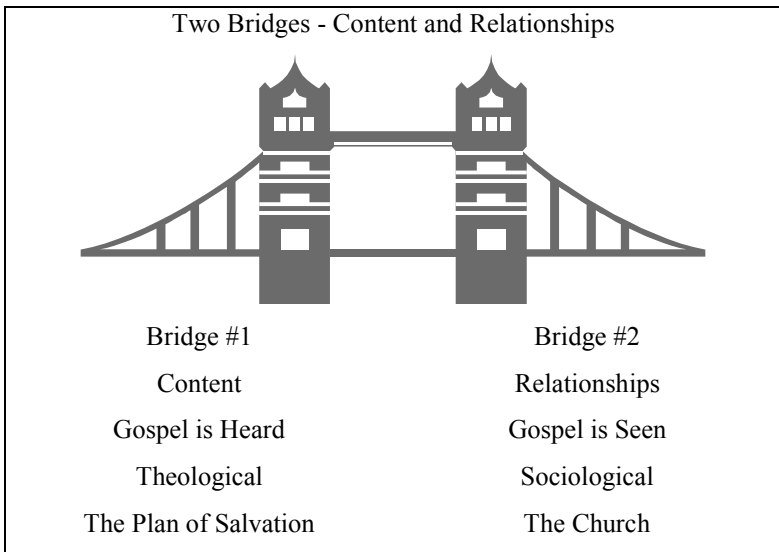 Two Bridges - Content and Relationships
Bridge #1 Bridge #2
Content Relationships
Gospel is Heard Gospel is Seen
Theological Sociological
The Plan of Salvation The Church